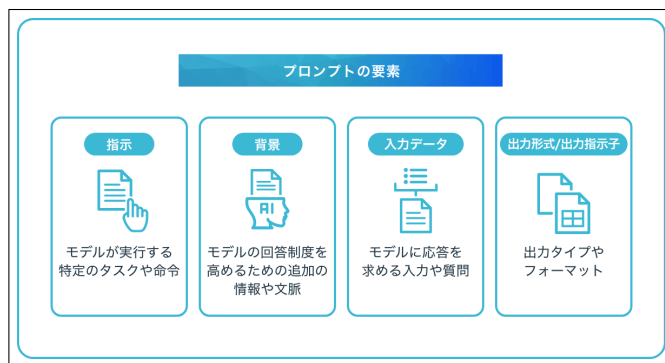 プロンプトの要素
指示
モデルが実行する
特定のタスクや命令
背景
AI
モデルの回答制度を
高めるための追加の
情報や文脈
入力データ
モデルに応答を
求める入力や質問
出力形式/出力指示子
出力タイプや
フォーマット